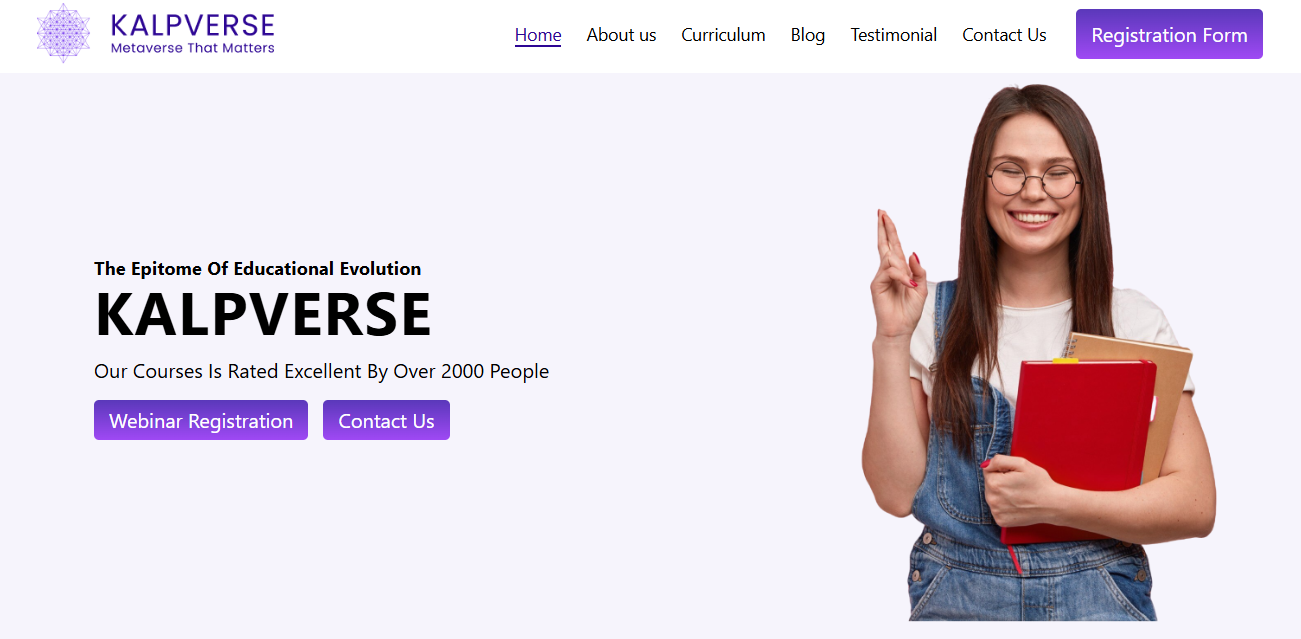 KALPVERSE
Metaverse That Matters
Home About us Curriculum Blog Testimonial Contact Us Registration Form
The Epitome Of Educational Evolution
KALPVERSE
Our Courses Is Rated Excellent By Over 2000 People
Webinar Registration Contact Us